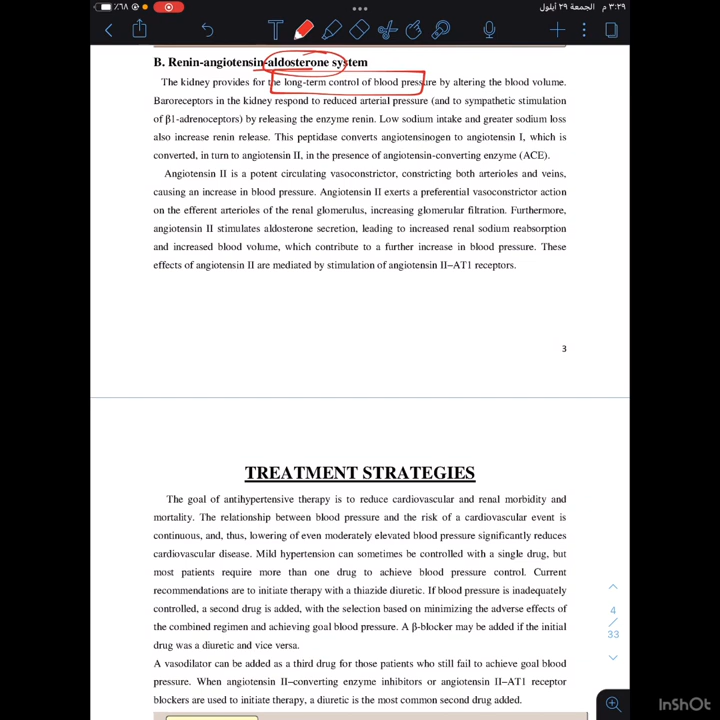 ٣:٢٩ م الجمعة ٢٩ أيلول
٪٦٨
B. Renin-angiotensin-aldosterone system
The kidney provides for the long-term control of blood pressure by altering the blood volume.
Baroreceptors in the kidney respond to reduced arterial pressure (and to sympathetic stimulation
of β1-adrenoceptors) by releasing the enzyme renin. Low sodium intake and greater sodium loss
also increase renin release. This peptidase converts angiotensinogen to angiotensin I, which is
converted, in turn to angiotensin II, in the presence of angiotensin-converting enzyme (ACE).
Angiotensin II is a potent circulating vasoconstrictor, constricting both arterioles and veins,
causing an increase in blood pressure. Angiotensin II exerts a preferential vasoconstrictor action
on the efferent arterioles of the renal glomerulus, increasing glomerular filtration. Furthermore,
angiotensin II stimulates aldosterone secretion, leading to increased renal sodium reabsorption
and increased blood volume, which contribute to a further increase in blood pressure. These
effects of angiotensin II are mediated by stimulation of angiotensin II–AT1 receptors.
3
TREATMENT STRATEGIES
The goal of antihypertensive therapy is to reduce cardiovascular and renal morbidity and
mortality. The relationship between blood pressure and the risk of a cardiovascular event is
continuous, and, thus, lowering of even moderately elevated blood pressure significantly reduces
cardiovascular disease. Mild hypertension can sometimes be controlled with a single drug, but
most patients require more than one drug to achieve blood pressure control. Current
recommendations are to initiate therapy with a thiazide diuretic. If blood pressure is inadequately
controlled, a second drug is added, with the selection based on minimizing the adverse effects of
the combined regimen and achieving goal blood pressure. A β-blocker may be added if the initial
drug was a diuretic and vice versa.
A vasodilator can be added as a third drug for those patients who still fail to achieve goal blood
pressure. When angiotensin II–converting enzyme inhibitors or angiotensin II–AT1 receptor
blockers are used to initiate therapy, a diuretic is the most common second drug added.
4
/
33
InShOt